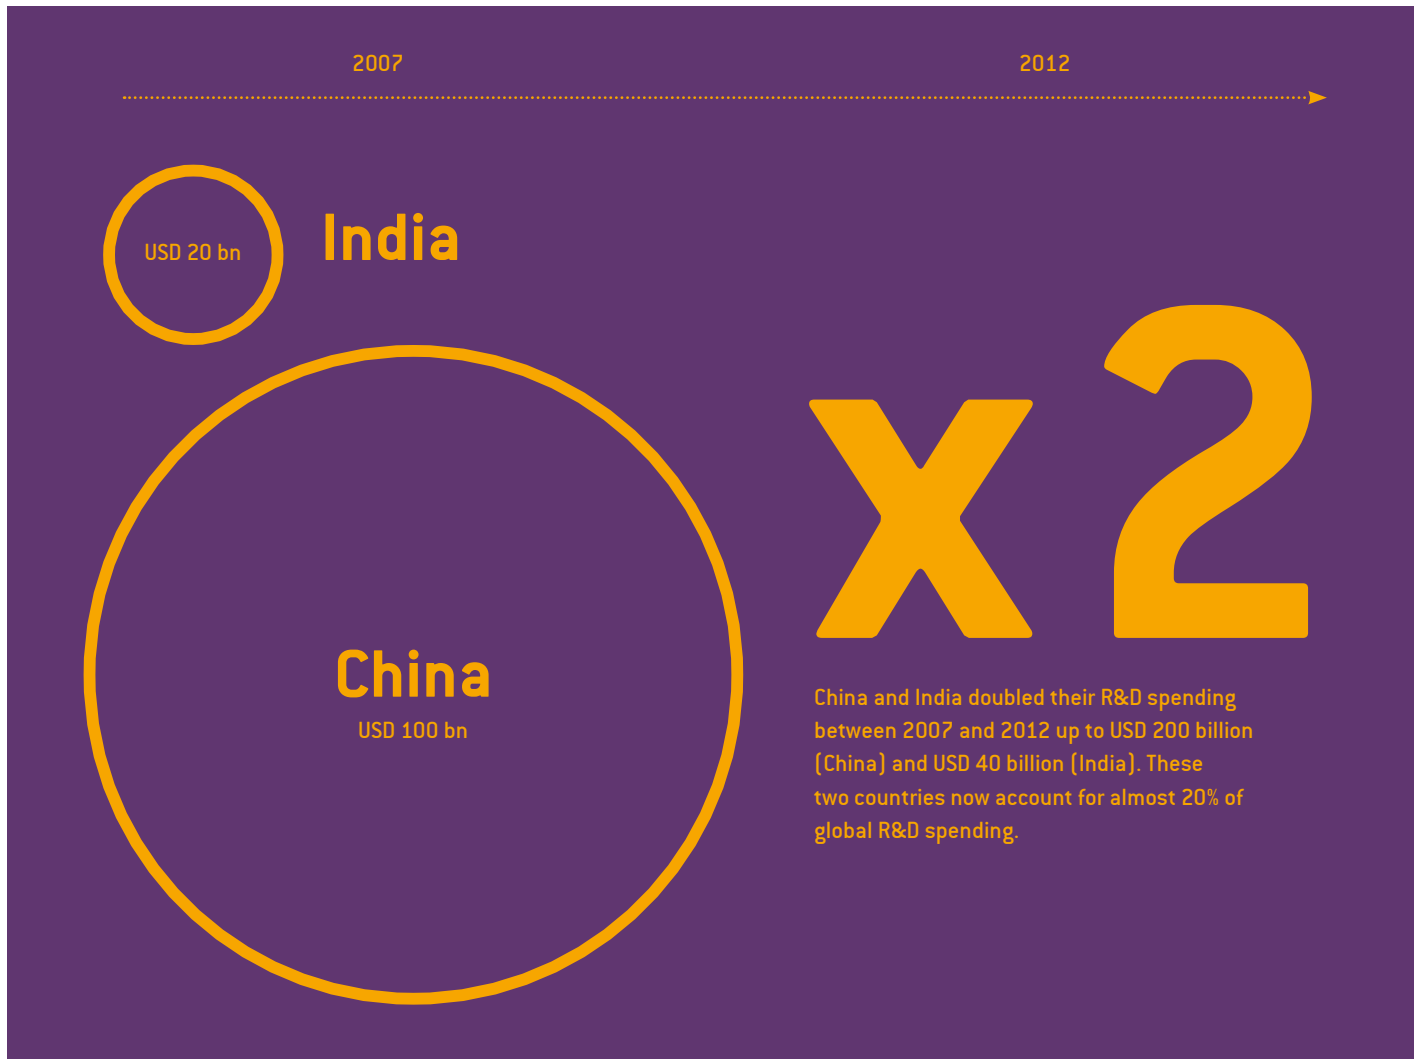 2007
2012
USD 20 bn
India
x2
China
USD 100 bn
China and India doubled their R&D spending
between 2007 and 2012 up to USD 200 billion
(China) and USD 40 billion (India). These
two countries now account for almost 20% of
global R&D spending.